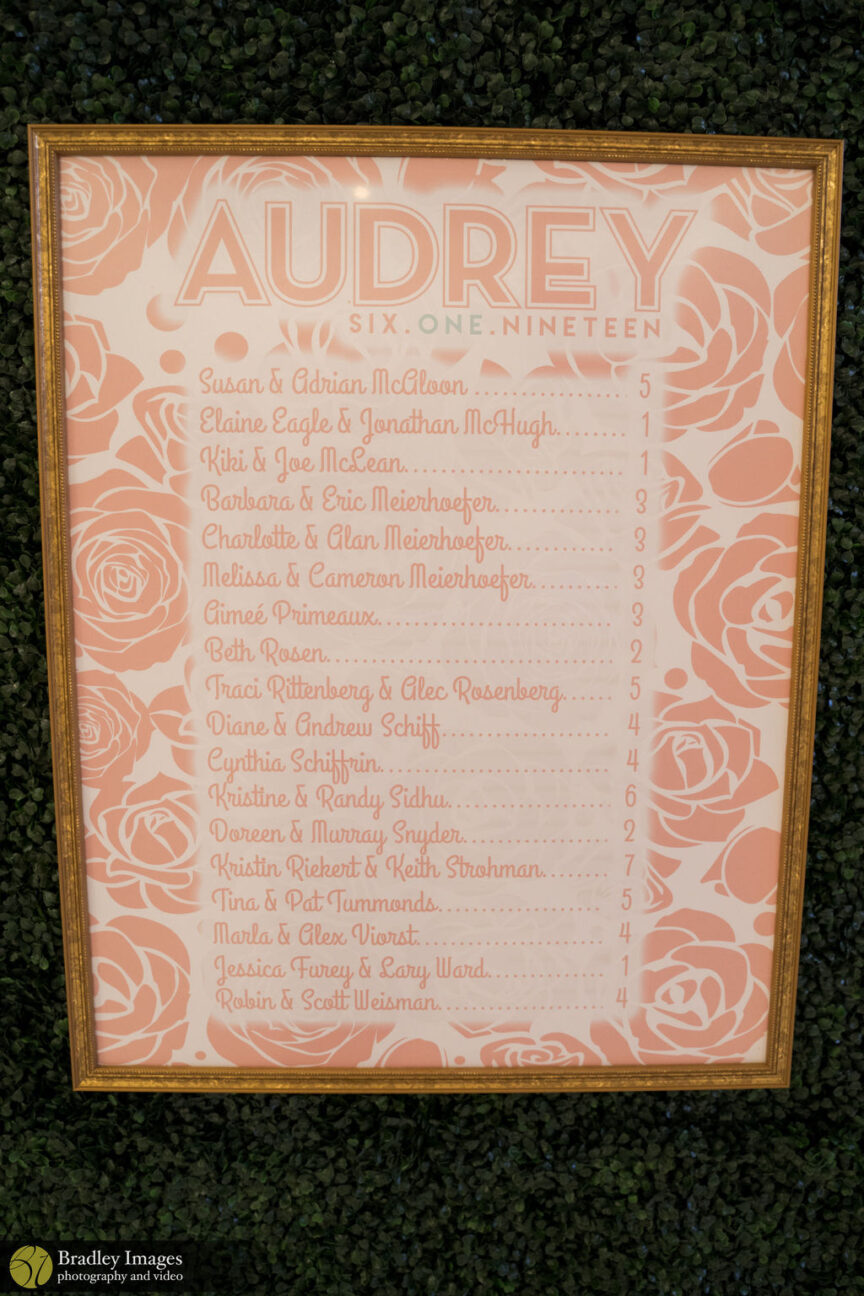 AUDREY
SIX.ONE.NINETEEN
Susan & Adrian McAloon ................ 5
Elaine Eagle & Jonathan McHugh........ 1
Kiki & Joe McLean......................... 1
Barbara & Eric Meierhoefer............... 3
Charlotte & Alan Meierhoefer............ 3
Melissa & Cameron Meierhoefer.......... 3
Aimeé Primeaux........................... 3
Beth Rosen................................. 2
Traci Rittenberg & Alec Rosenberg...... 5
Diane & Andrew Schiff.................... 4
Cynthia Schiffrin.......................... 4
Kristine & Randy Sidhu................... 6
Doreen & Murray Snyder................. 2
Kristin Riekert & Keith Strohman........ 7
Tina & Pat Tummonds.................... 5
Marla & Alex Viorst....................... 4
Jessica Furey & Lary Ward.............. 1
Robin & Scott Weisman................... 4
Bradley Images
photography and video